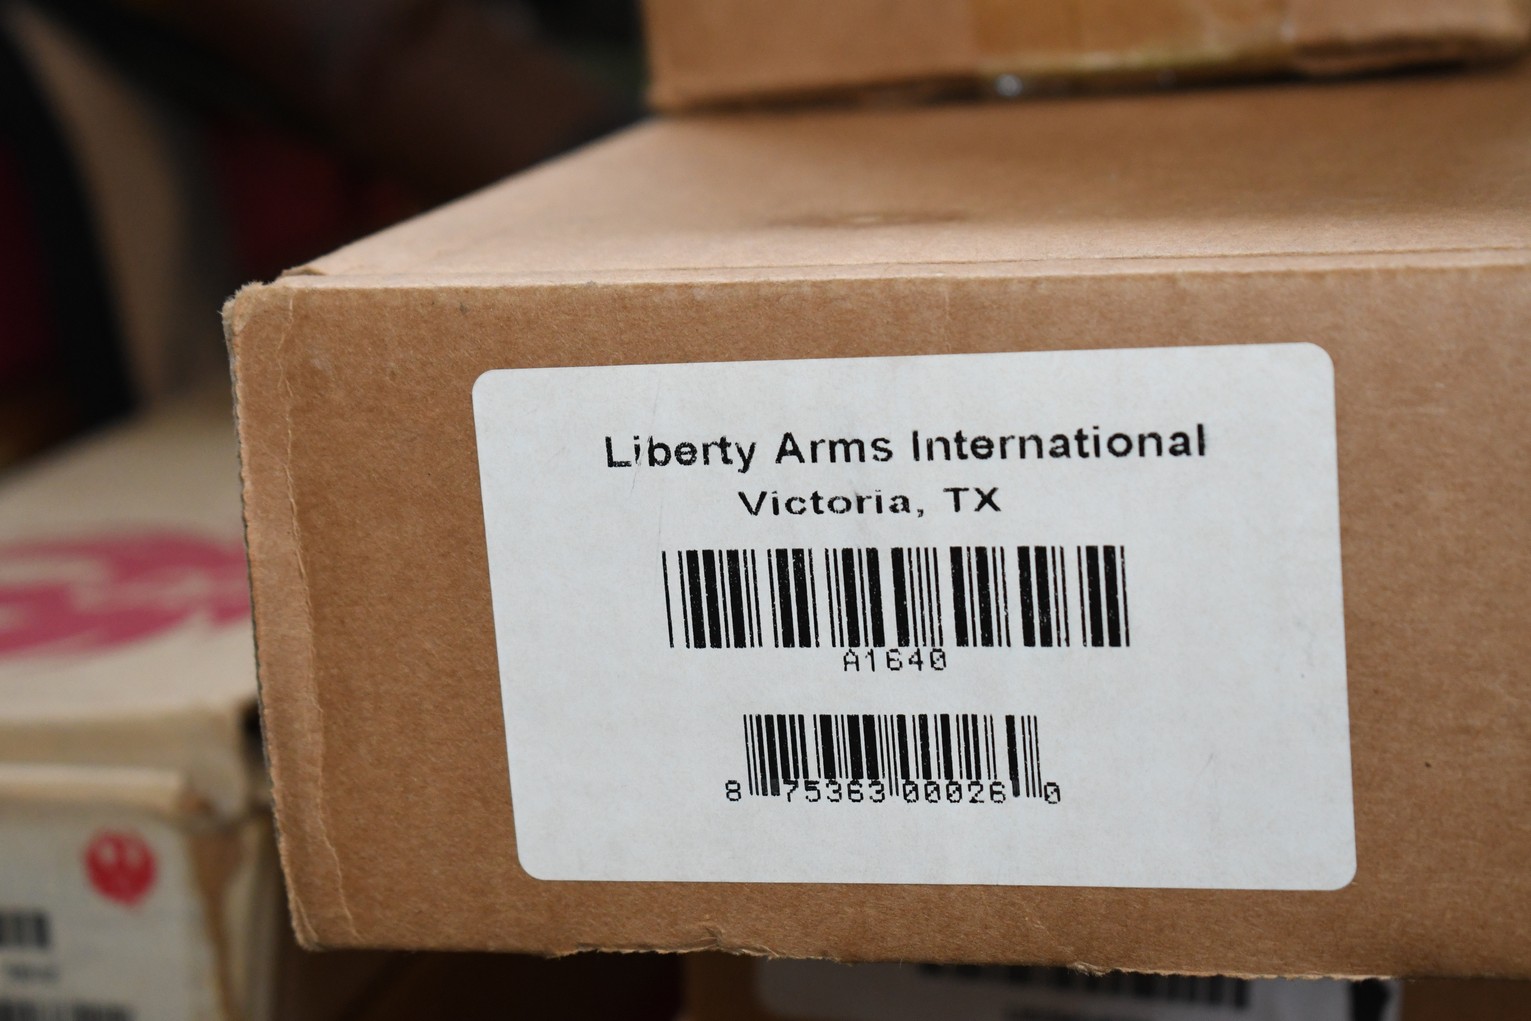 Liberty Arms International
Victoria, TX
A1640
8 75363 00026 0